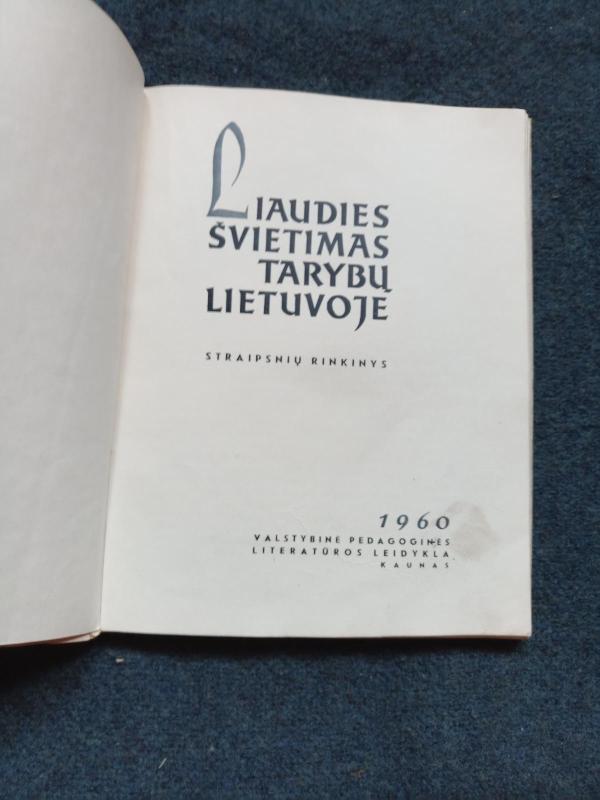 LIAUDIES
ŠVIETIMAS
TARYBŲ
LIETUVOJE
STRAIPSNIŲ RINKINYS
1960
VALSTYBINĖ PEDAGOGINĖS
LITERATŪROS LEIDYKLA
KAUNAS